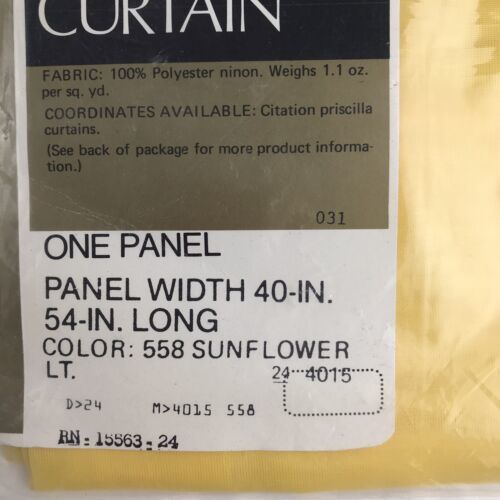 CURTAIN
FABRIC: 100% Polyester ninon. Weighs 1.1 oz.
per sq. yd.
COORDINATES AVAILABLE: Citation priscilla
curtains.
(See back of package for more product informa-
tion.)
031
ONE PANEL
PANEL WIDTH 40-IN.
54-IN. LONG
COLOR: 558 SUNFLOWER
LT.
24 4015
D>24 M>4015 558
RN-15563-24